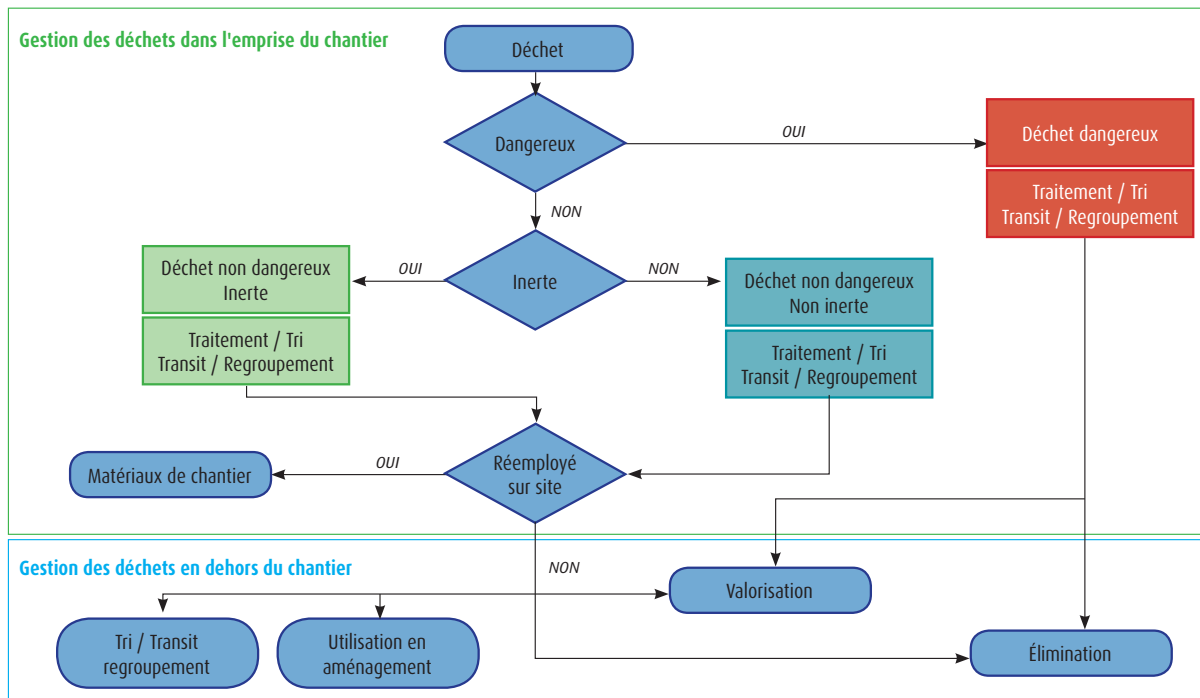 Gestion des déchets dans l'emprise du chantier
Déchet
Dangereux
OUI
Déchet dangereux
Traitement / Tri
Transit / Regroupement
NON
Déchet non dangereux
Inerte
OUI
Inerte
NON
Déchet non dangereux
Non inerte
Traitement / Tri
Transit / Regroupement
Traitement / Tri
Transit / Regroupement
Matériaux de chantier
OUI
Réemployé
sur site
Gestion des déchets en dehors du chantier
NON
Valorisation
Tri / Transit
regroupement
Utilisation en
aménagement
Élimination